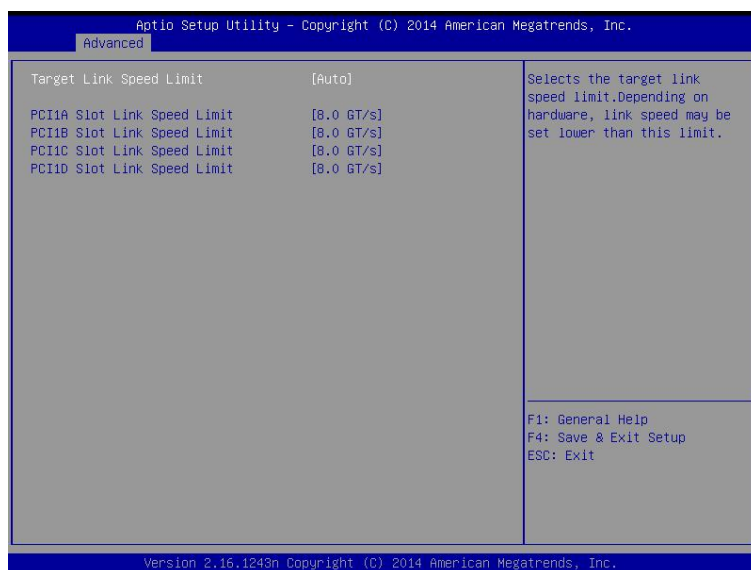 Aptio Setup Utility – Copyright (C) 2014 American Megatrends, Inc.
Advanced
Target Link Speed Limit [Auto]
PCI1A Slot Link Speed Limit [8.0 GT/s]
PCI1B Slot Link Speed Limit [8.0 GT/s]
PCI1C Slot Link Speed Limit [8.0 GT/s]
PCI1D Slot Link Speed Limit [8.0 GT/s]
Selects the target link
speed limit.Depending on
hardware, link speed may be
set lower than this limit.
F1: General Help
F4: Save & Exit Setup
ESC: Exit
Version 2.16.1243n Copyright (C) 2014 American Megatrends, Inc.